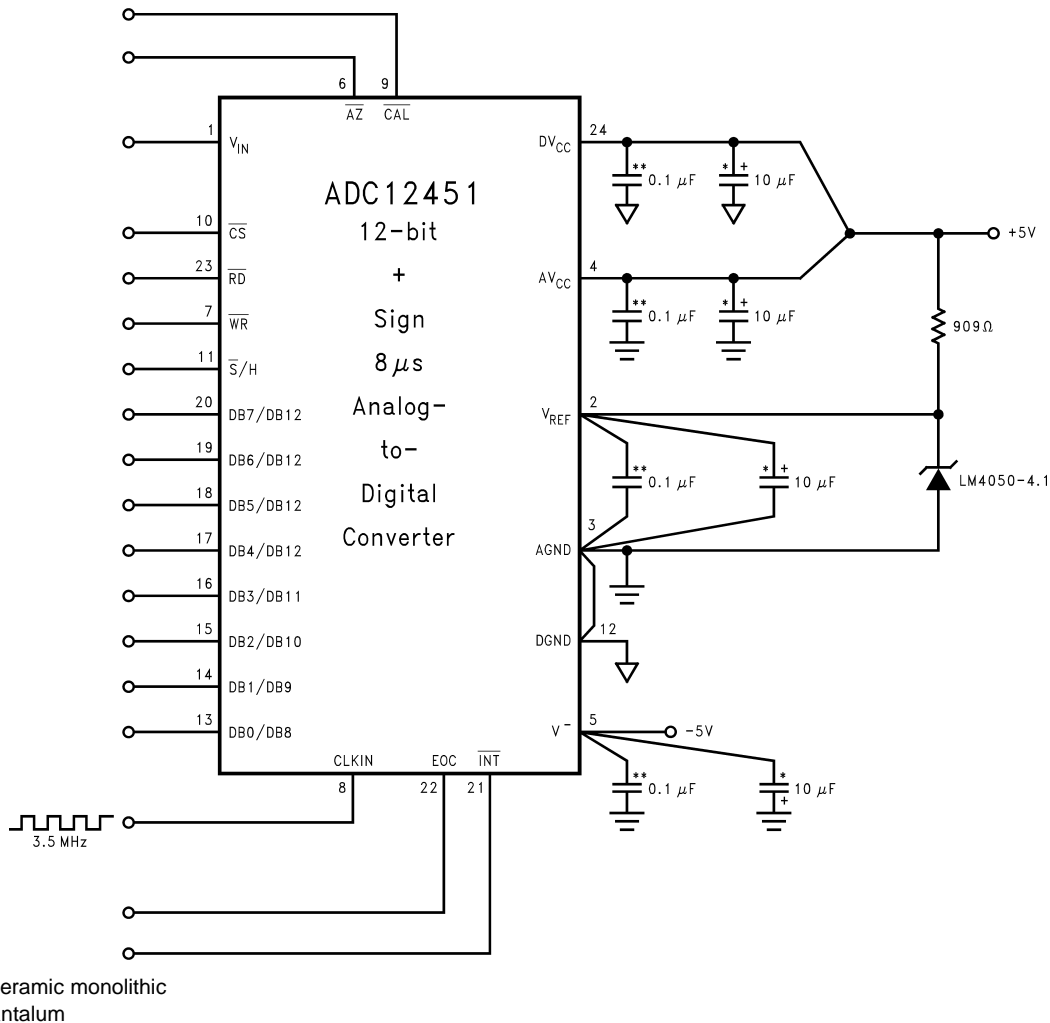 6
9
AZ
CAL
1
V_IN
24
DV_CC
**
0.1 μF
*
+
10 μF
ADC12451
12-bit
+
Sign
8 μs
Analog-
to-
Digital
Converter
10
CS
23
RD
7
WR
11
S/H
20
DB7/DB12
19
DB6/DB12
18
DB5/DB12
17
DB4/DB12
16
DB3/DB11
15
DB2/DB10
14
DB1/DB9
13
DB0/DB8
+5V
4
AV_CC
**
0.1 μF
*
+
10 μF
909Ω
2
V_REF
**
0.1 μF
*
+
10 μF
LM4050-4.1
3
AGND
12
DGND
5
V⁻
-5V
**
0.1 μF
*
10 μF
+
CLKIN
EOC
INT
8
22
21
3.5 MHz
eramic monolithic
antalum